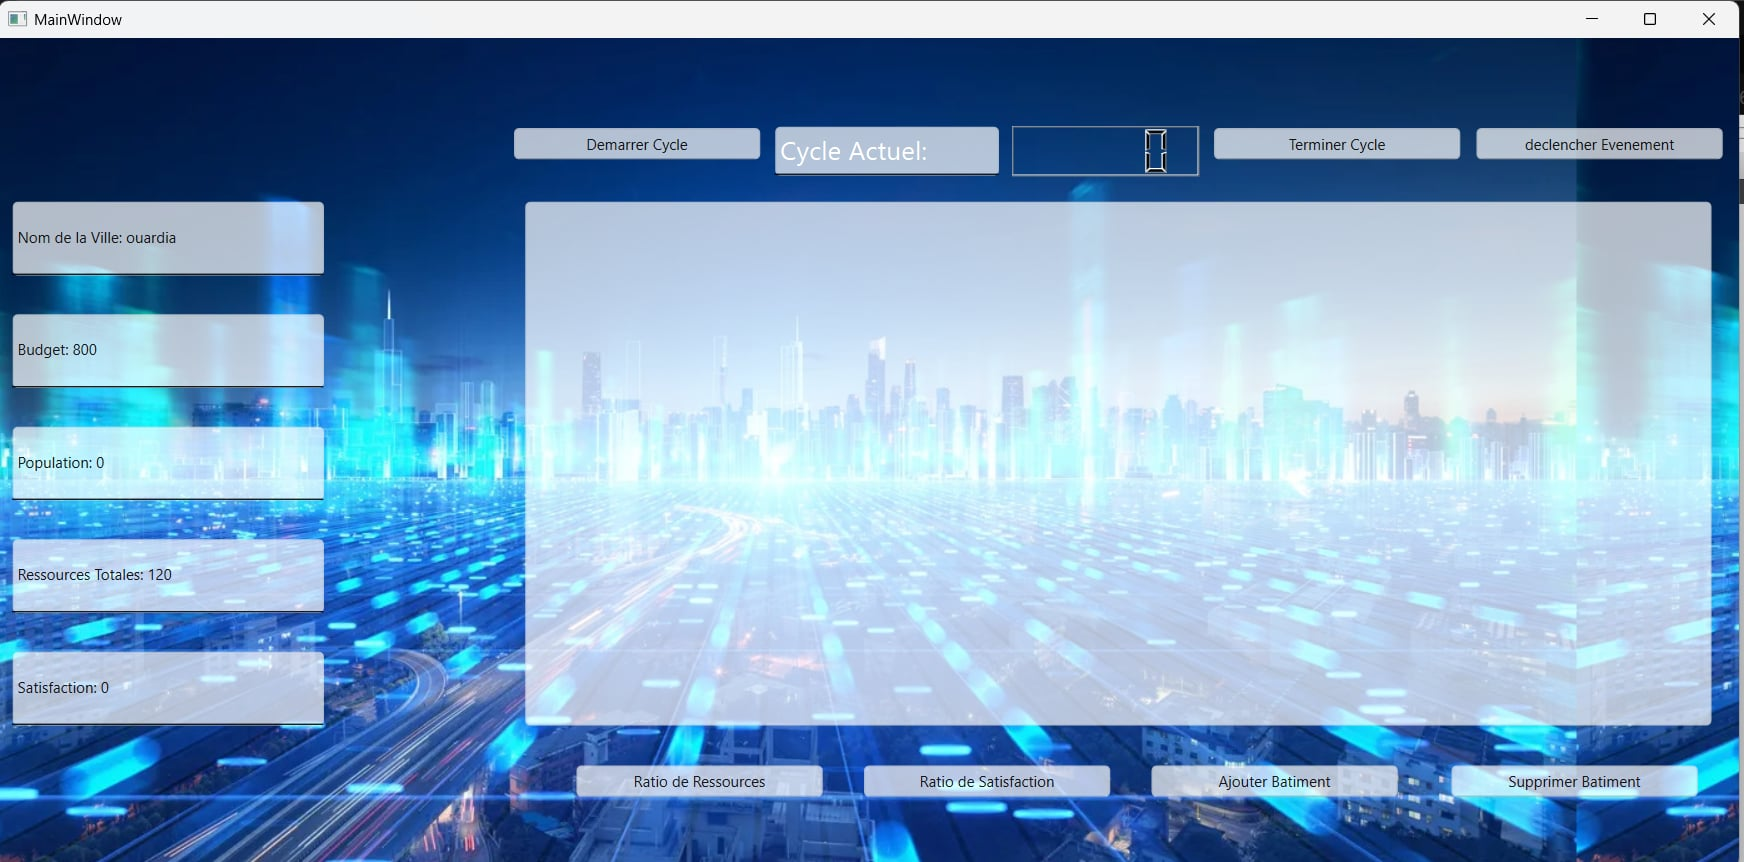 MainWindow
Demarrer Cycle
Cycle Actuel:
0
Terminer Cycle
declencher Evenement
Nom de la Ville: ouardia
Budget: 800
Population: 0
Ressources Totales: 120
Satisfaction: 0
Ratio de Ressources
Ratio de Satisfaction
Ajouter Batiment
Supprimer Batiment